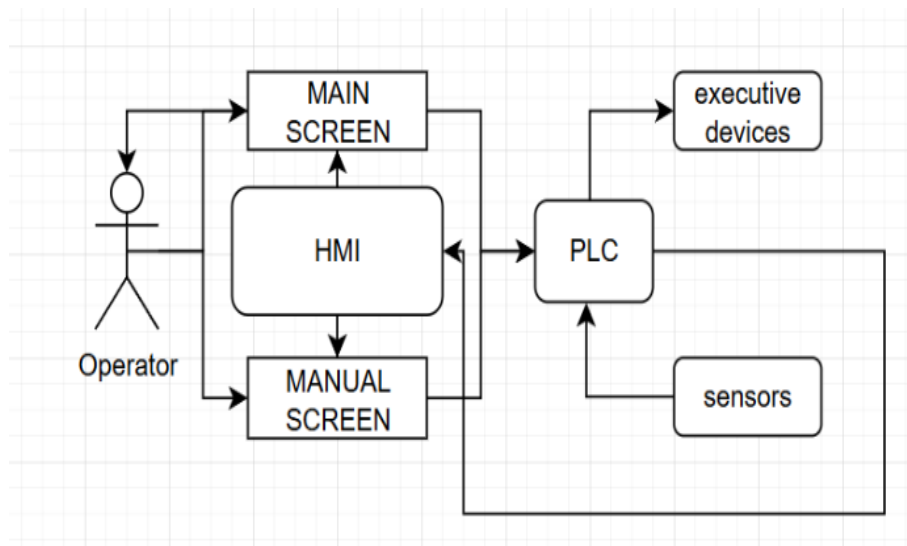 MAIN
SCREEN
executive
devices
HMI
PLC
Operator
MANUAL
SCREEN
sensors